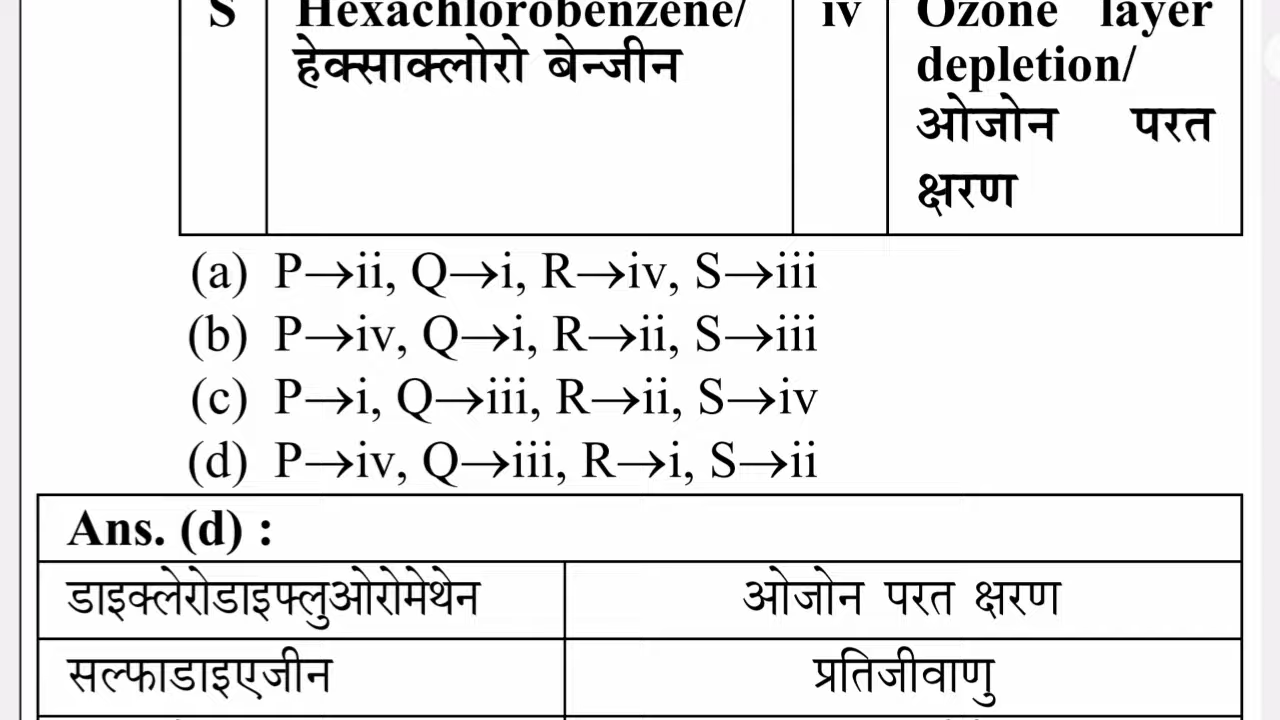 S Hexachlorobenzene/ iv Ozone layer
हेक्साक्लोरो बेन्जीन depletion/
ओजोन परत
क्षरण
(a) P→ii, Q→i, R→iv, S→iii
(b) P→iv, Q→i, R→ii, S→iii
(c) P→i, Q→iii, R→ii, S→iv
(d) P→iv, Q→iii, R→i, S→ii
Ans. (d) :
डाइक्लेरोडाइफ्लुओरोमेथेन ओजोन परत क्षरण
सल्फाडाइएजीन प्रतिजीवाणु